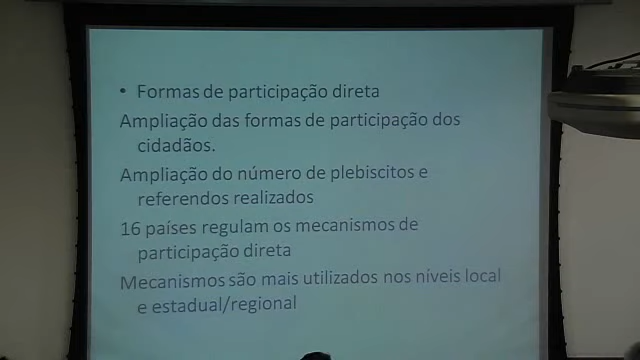 • Formas de participação direta
Ampliação das formas de participação dos
cidadãos.
Ampliação do número de plebiscitos e
referendos realizados
16 países regulam os mecanismos de
participação direta
Mecanismos são mais utilizados nos níveis local
e estadual/regional